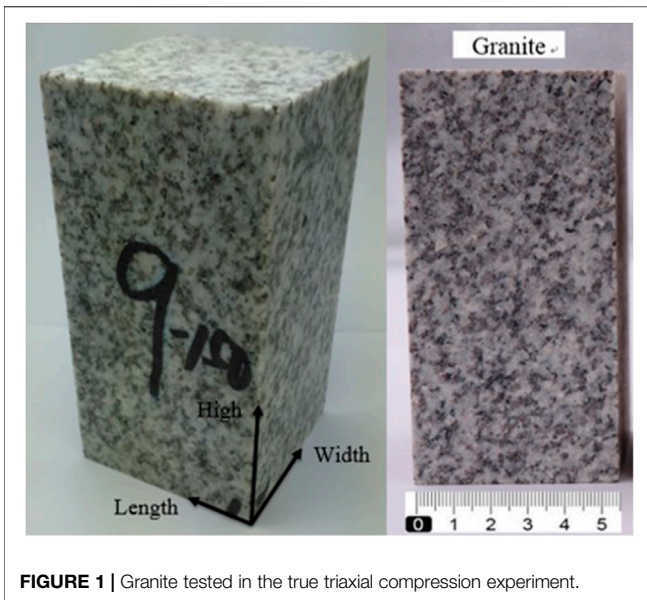 Granite
9-150
High
Width
Length
0 1 2 3 4 5
FIGURE 1 | Granite tested in the true triaxial compression experiment.